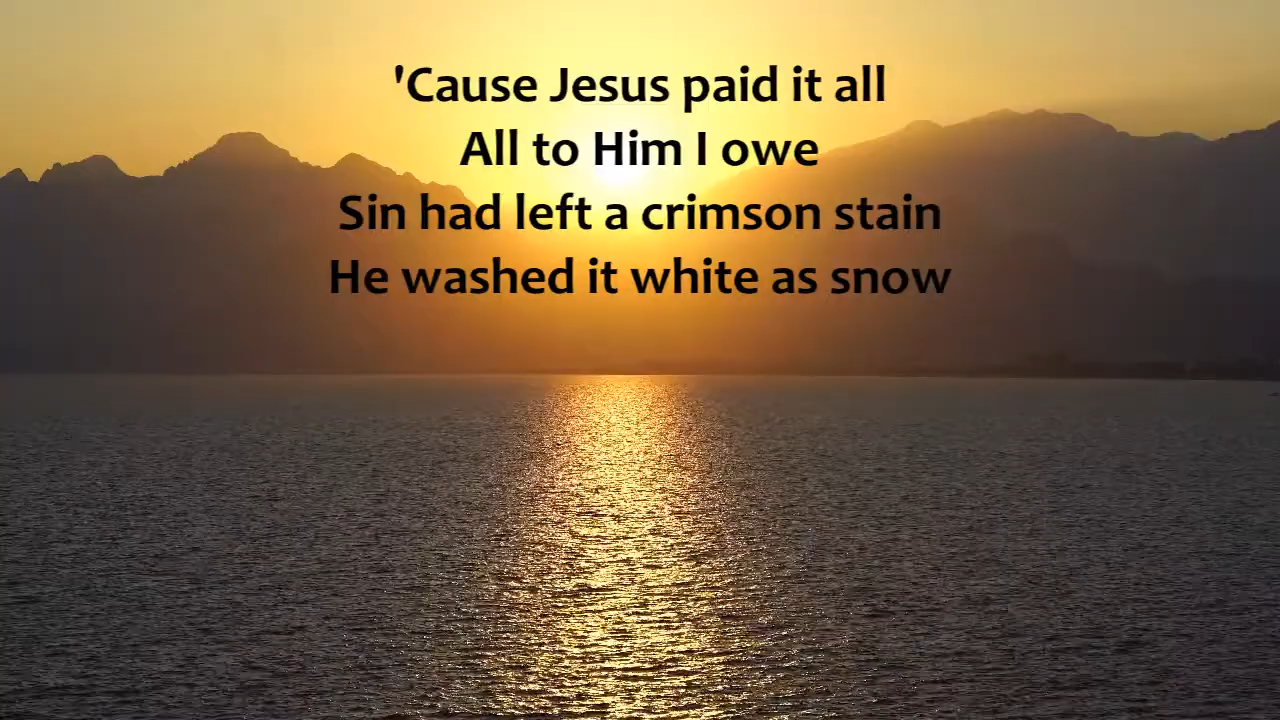 'Cause Jesus paid it all
All to Him I owe
Sin had left a crimson stain
He washed it white as snow